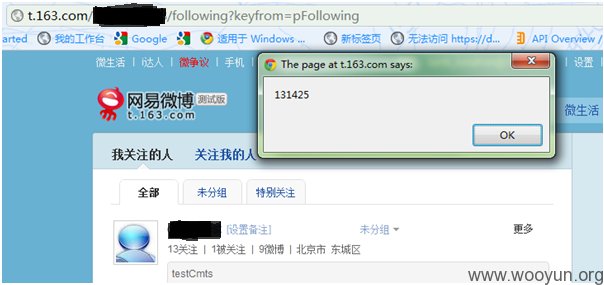 t.163.com/ /following?keyfrom=pFollowing
arted 我的工作台 Google Google 适用于 Windows ... 新标签页 无法访问 https://d... API Overview /
微生活 | i达人 | 微争议 | 手机 设置
The page at t.163.com says:
131425
OK
网易微博 测试版
t.163.com
微生活
我关注的人 关注我的人
全部 未分组 特别关注
[设置备注] 未分组 更多
13关注 | 1被关注 | 9微博 | 北京市 东城区
testCmts
www.wooyun.org